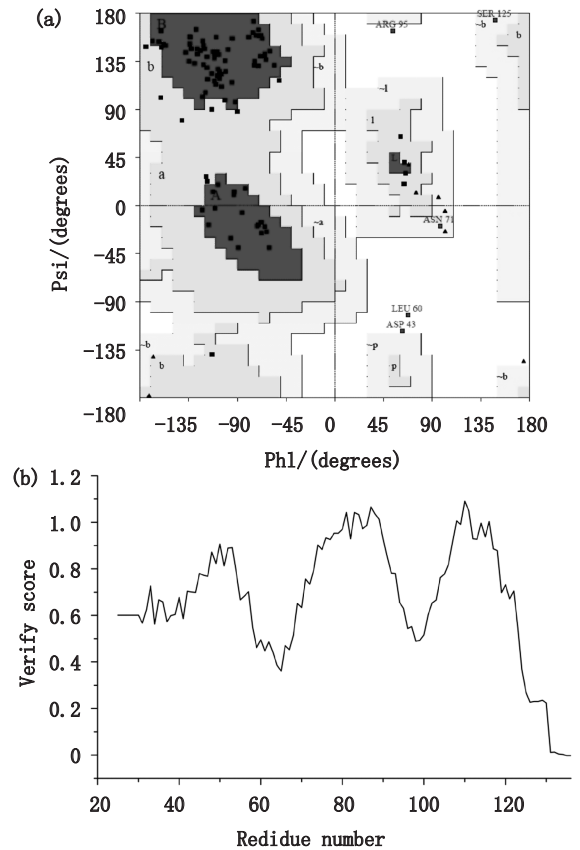 (a)
180
135
90
45
0
-45
-90
-135
-180
Psi/(degrees)
ARG 95
SER 125
B
~b
b
b
~b
~l
l
L
a
A
ASN 71
~a
LEU 60
ASP 43
~b
~p
b
p
~b
-135 -90 -45 0 45 90 135 180
Phl/(degrees)
(b)
1.2
1.0
0.8
0.6
0.4
0.2
0
Verify score
20 40 60 80 100 120
Redidue number